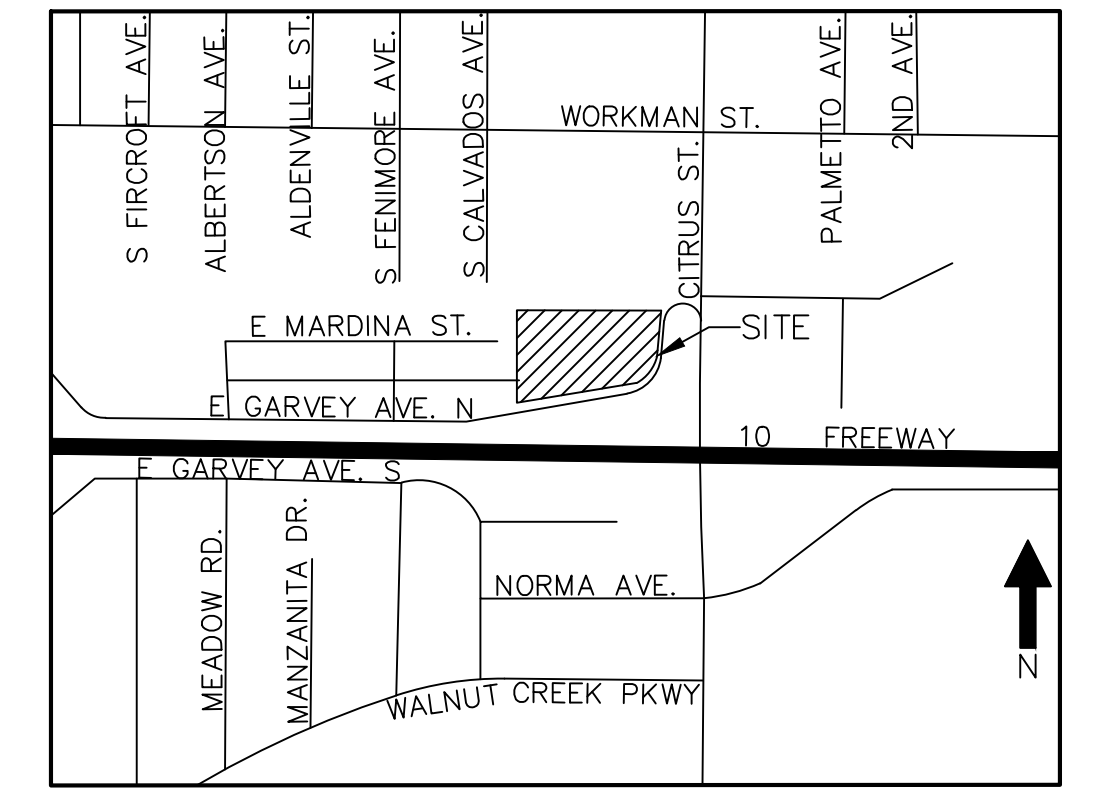 S FIRCROFT AVE.
ALBERTSON AVE.
ALDENVILLE ST.
S FENIMORE AVE.
S CALVADOS AVE.
WORKMAN ST.
CITRUS ST.
PALMETTO AVE.
2ND AVE.
E MARDINA ST.
SITE
E GARVEY AVE. N
10 FREEWAY
E GARVEY AVE. S
MEADOW RD.
MANZANITA DR.
NORMA AVE.
WALNUT CREEK PKWY
N